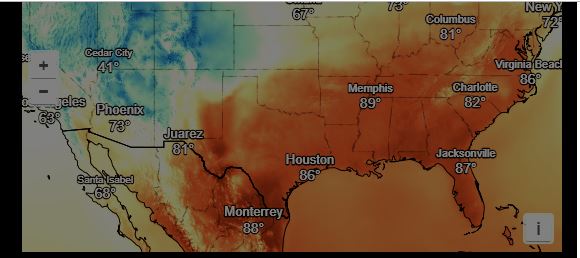 67°
73°
Columbus
81°
New Y
72°
Cedar City
41°
+
−
Virginia Beach
86°
Memphis
89°
Charlotte
82°
geles
63°
Phoenix
73°
Juarez
81°
Houston
86°
Jacksonville
87°
Santa Isabel
68°
Monterrey
88°
i